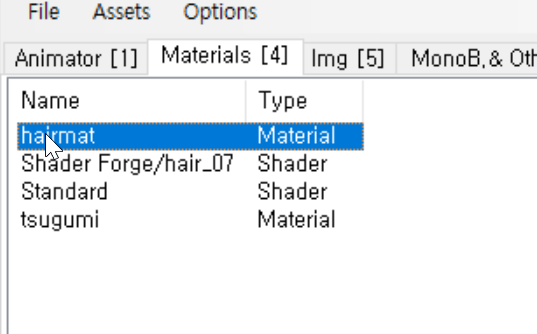 File Assets Options
Animator [1] Materials [4] Img [5] MonoB,& Oth
Name Type
hairmat Material
Shader Forge/hair_07 Shader
Standard Shader
tsugumi Material